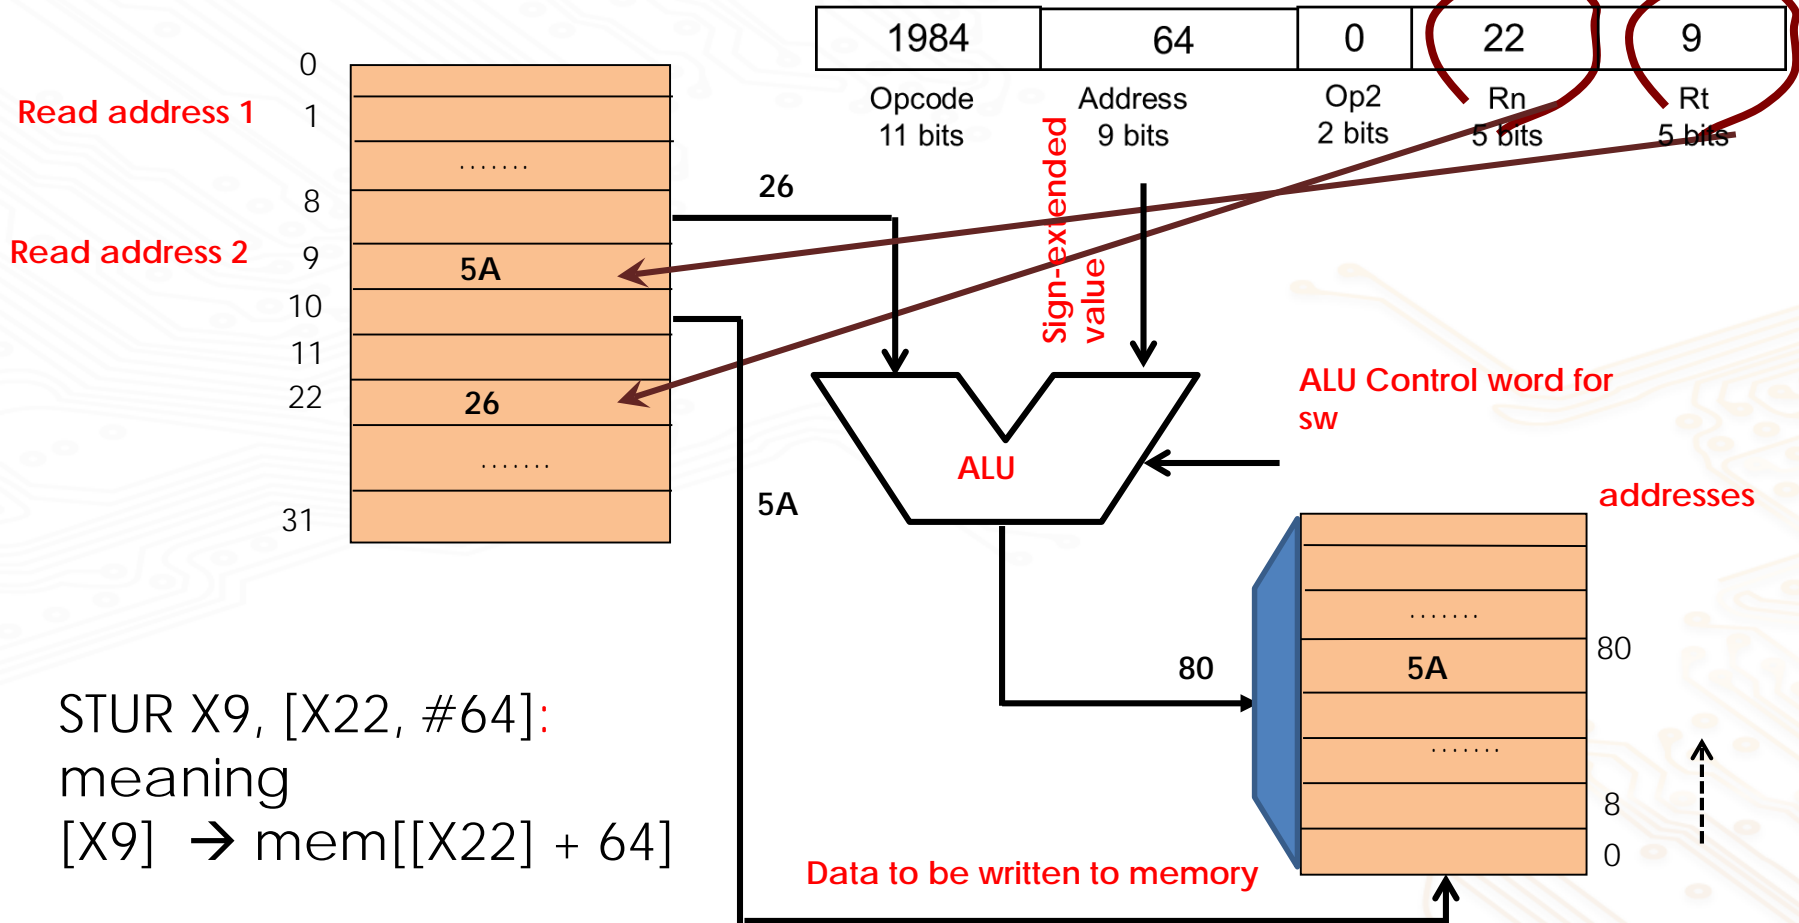 1984 64 0 22 9
Opcode Address Op2 Rn Rt
11 bits 9 bits 2 bits 5 bits 5 bits
0
Read address 1
1
.......
8
Read address 2
9
5A
10
11
22
26
.......
31
26
Sign-extended
value
ALU Control word for
sw
ALU
5A
addresses
.......
80
80
5A
.......
8
0
STUR X9, [X22, #64]:
meaning
[X9] → mem[[X22] + 64]
Data to be written to memory